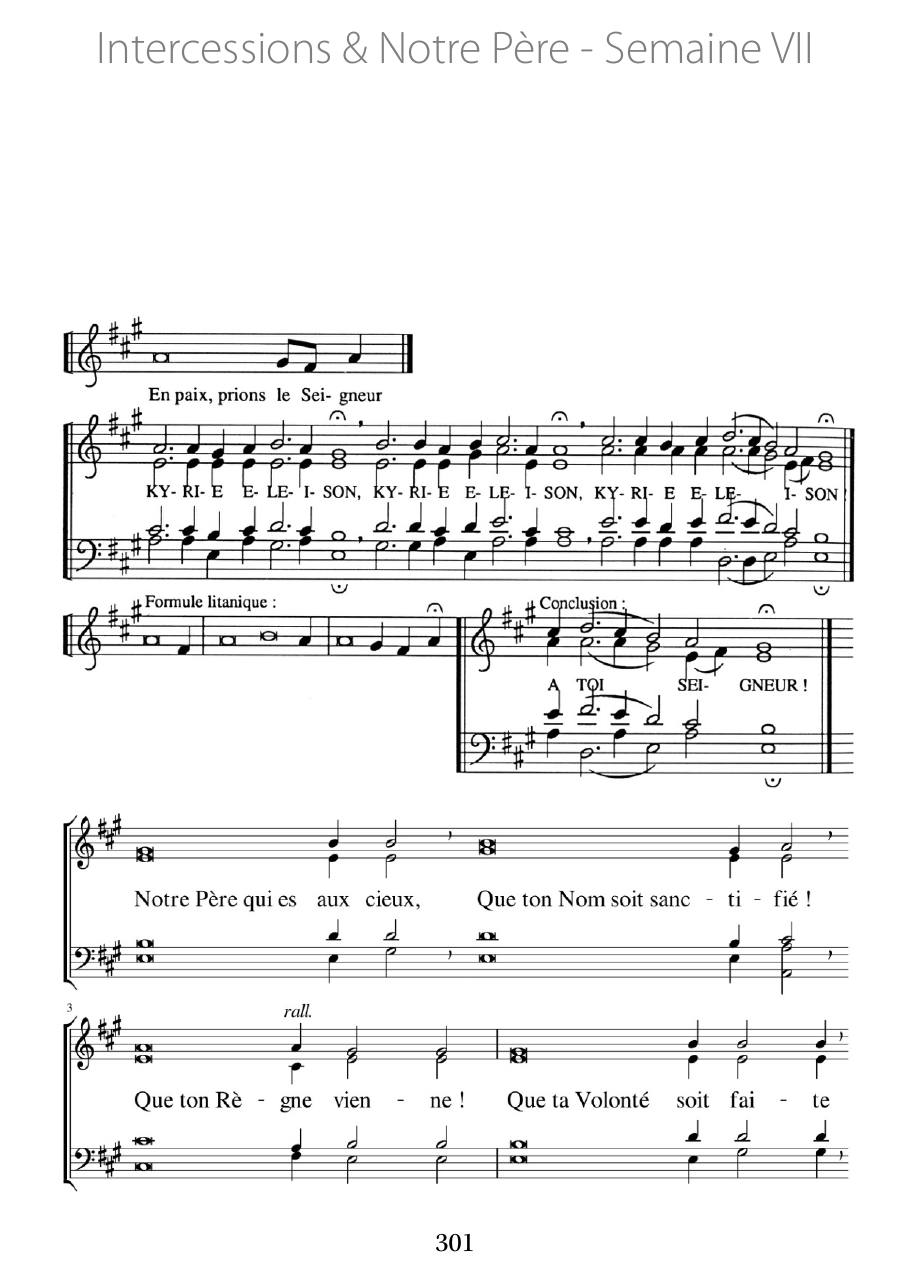 Intercessions & Notre Père - Semaine VII
En paix, prions le Sei- gneur
KY- RI- E E- LE- I- SON, KY- RI- E E- LE- I- SON, KY- RI- E E- LE- I- SON !
Formule litanique :
Conclusion :
A TOI SEI- GNEUR !
Notre Père qui es aux cieux, Que ton Nom soit sanc - ti - fié !
3
rall.
Que ton Rè - gne vien - ne ! Que ta Volonté soit fai - te
301